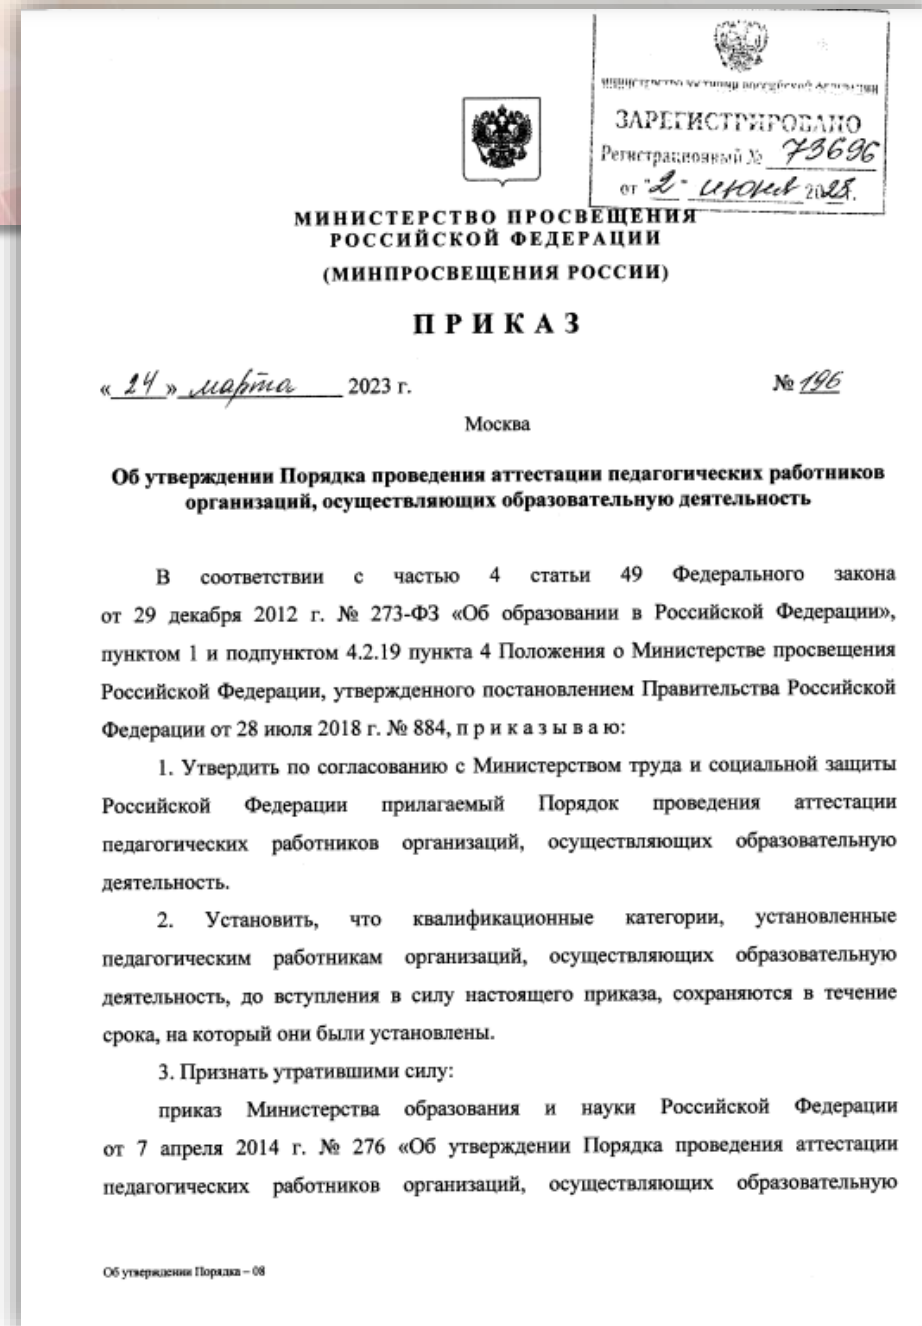 МИНИСТЕРСТВО ЮСТИЦИИ РОССИЙСКОЙ ФЕДЕРАЦИИ
ЗАРЕГИСТРИРОВАНО
Регистрационный № 73696
от "2" июня 2023.
МИНИСТЕРСТВО ПРОСВЕЩЕНИЯ
РОССИЙСКОЙ ФЕДЕРАЦИИ
(МИНПРОСВЕЩЕНИЯ РОССИИ)
ПРИКАЗ
« 24 » марта 2023 г. № 196
Москва
Об утверждении Порядка проведения аттестации педагогических работников
организаций, осуществляющих образовательную деятельность
В соответствии с частью 4 статьи 49 Федерального закона
от 29 декабря 2012 г. № 273-ФЗ «Об образовании в Российской Федерации»,
пунктом 1 и подпунктом 4.2.19 пункта 4 Положения о Министерстве просвещения
Российской Федерации, утвержденного постановлением Правительства Российской
Федерации от 28 июля 2018 г. № 884, п р и к а з ы в а ю:
1. Утвердить по согласованию с Министерством труда и социальной защиты
Российской Федерации прилагаемый Порядок проведения аттестации
педагогических работников организаций, осуществляющих образовательную
деятельность.
2. Установить, что квалификационные категории, установленные
педагогическим работникам организаций, осуществляющих образовательную
деятельность, до вступления в силу настоящего приказа, сохраняются в течение
срока, на который они были установлены.
3. Признать утратившими силу:
приказ Министерства образования и науки Российской Федерации
от 7 апреля 2014 г. № 276 «Об утверждении Порядка проведения аттестации
педагогических работников организаций, осуществляющих образовательную
Об утверждении Порядка – 08